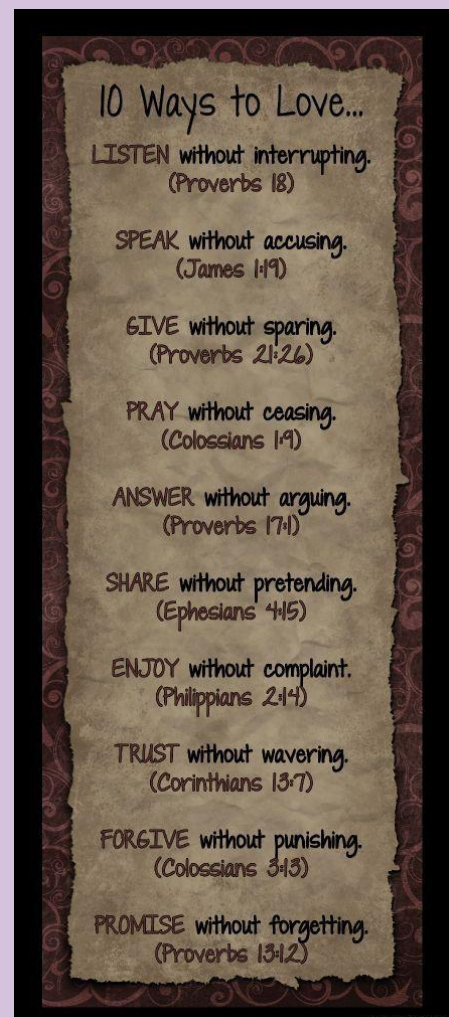 10 Ways to Love...
LISTEN without interrupting.
(Proverbs 18)
SPEAK without accusing.
(James 1:19)
GIVE without sparing.
(Proverbs 21:26)
PRAY without ceasing.
(Colossians 1:9)
ANSWER without arguing.
(Proverbs 17:1)
SHARE without pretending.
(Ephesians 4:15)
ENJOY without complaint.
(Philippians 2:14)
TRUST without wavering.
(Corinthians 13:7)
FORGIVE without punishing.
(Colossians 3:13)
PROMISE without forgetting.
(Proverbs 13:12)